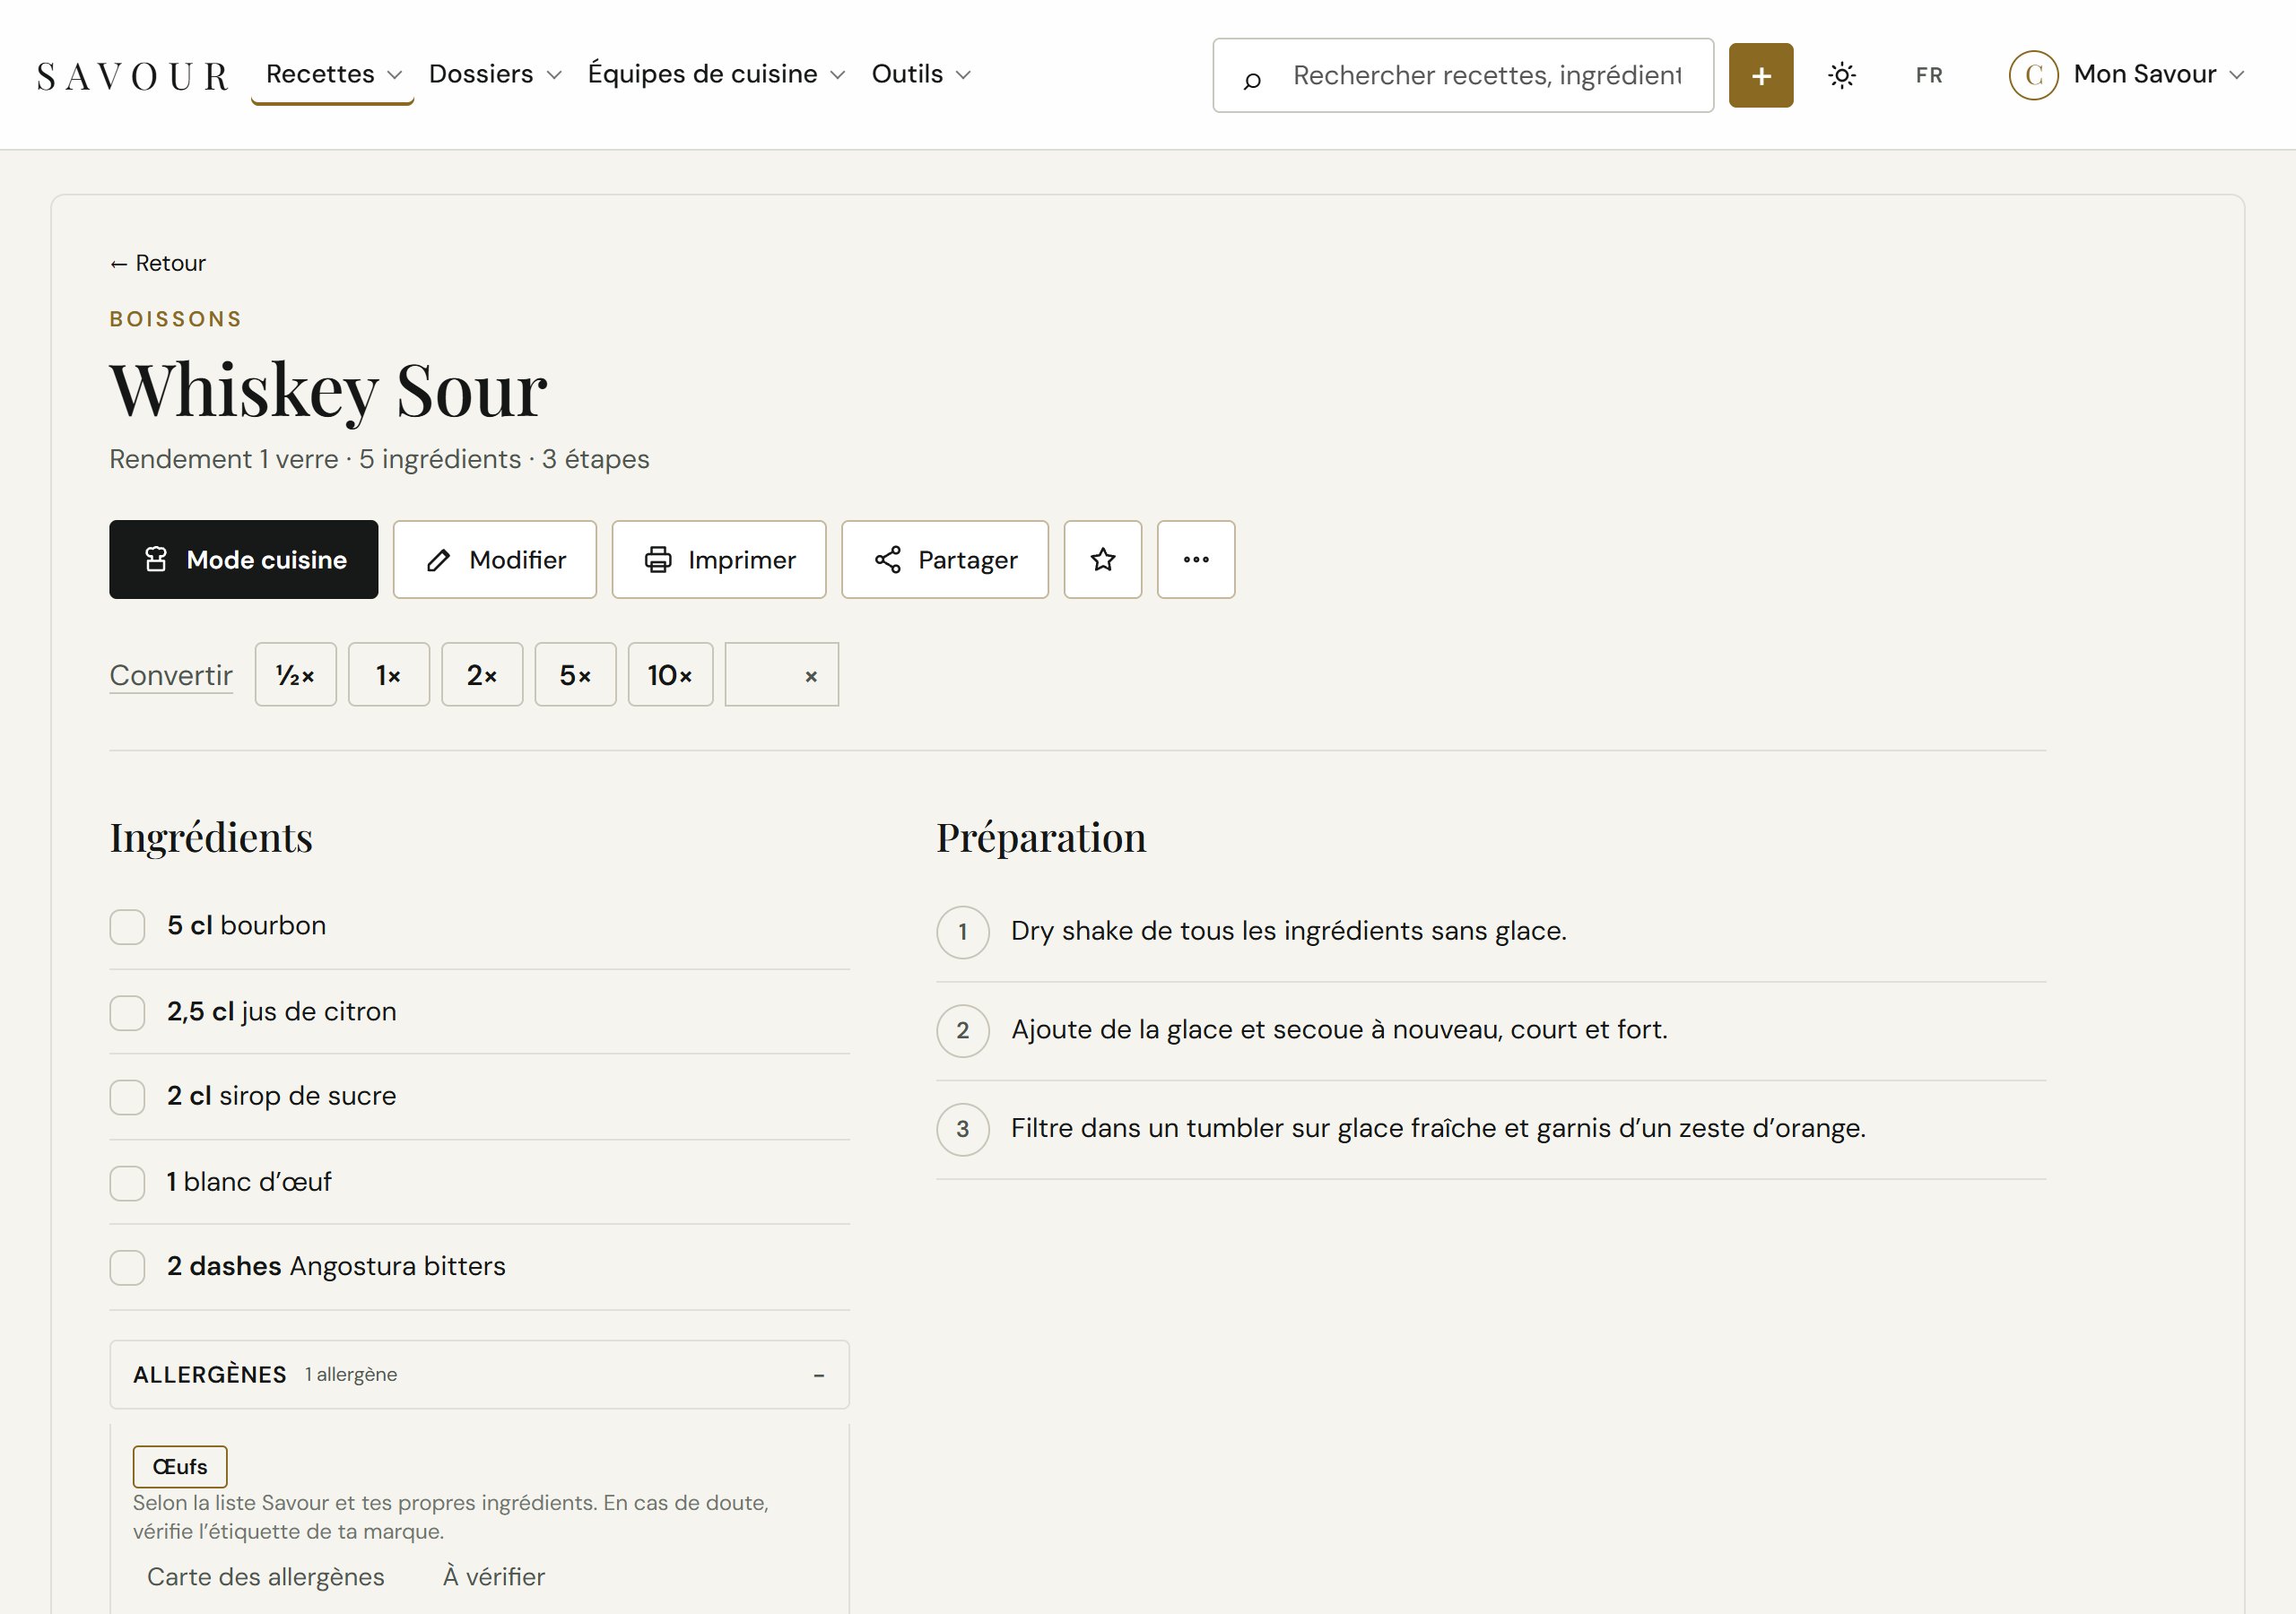 SAVOUR Recettes Dossiers Équipes de cuisine Outils Rechercher recettes, ingrédient + FR C Mon Savour
← Retour
BOISSONS
Whiskey Sour
Rendement 1 verre · 5 ingrédients · 3 étapes
Mode cuisine Modifier Imprimer Partager
Convertir ½× 1× 2× 5× 10× ×
Ingrédients
5 cl bourbon
2,5 cl jus de citron
2 cl sirop de sucre
1 blanc d’œuf
2 dashes Angostura bitters
ALLERGÈNES 1 allergène –
Œufs
Selon la liste Savour et tes propres ingrédients. En cas de doute,
vérifie l’étiquette de ta marque.
Carte des allergènes À vérifier
Préparation
1 Dry shake de tous les ingrédients sans glace.
2 Ajoute de la glace et secoue à nouveau, court et fort.
3 Filtre dans un tumbler sur glace fraîche et garnis d’un zeste d’orange.